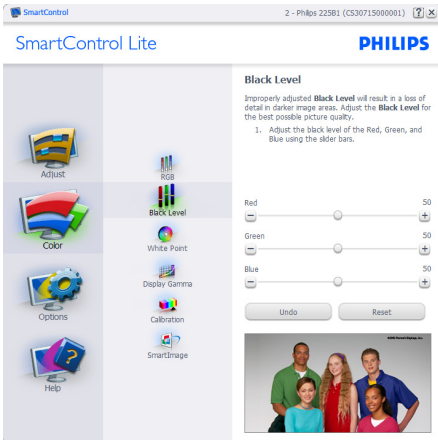 SmartControl
2 - Philips 225B1 (CS30715000001)
SmartControl Lite
PHILIPS
Adjust
Color
Options
Help
RGB
Black Level
White Point
Display Gamma
Calibration
SmartImage
Black Level
Improperly adjusted Black Level will result in a loss of
detail in darker image areas. Adjust the Black Level for
the best possible picture quality.
1. Adjust the black level of the Red, Green, and
Blue using the slider bars.
Red 50
Green 50
Blue 50
Undo Reset